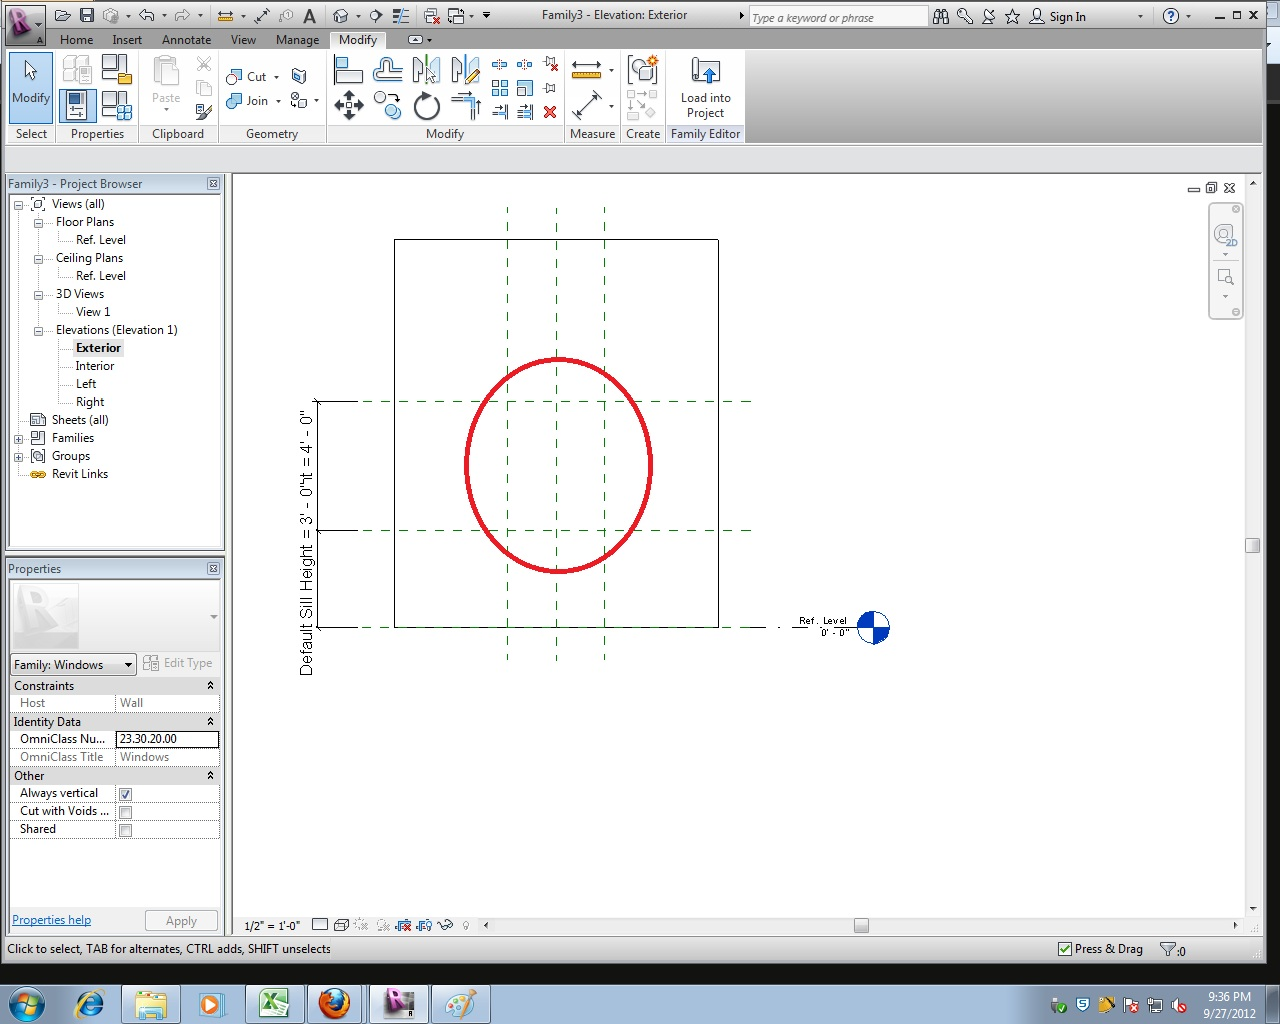 Family3 - Elevation: Exterior
Type a keyword or phrase
Sign In
Home Insert Annotate View Manage Modify
Modify
Paste
Cut
Join
Load into
Project
Select Properties Clipboard Geometry Modify Measure Create Family Editor
Family3 - Project Browser
Views (all)
Floor Plans
Ref. Level
Ceiling Plans
Ref. Level
3D Views
View 1
Elevations (Elevation 1)
Exterior
Interior
Left
Right
Sheets (all)
Families
Groups
Revit Links
2D
Default Sill Height = 3' - 0"
ht = 4' - 0"
Ref. Level
0' - 0"
Properties
Family: Windows
Edit Type
Constraints
Host Wall
Identity Data
OmniClass Nu... 23.30.20.00
OmniClass Title Windows
Other
Always vertical
Cut with Voids ...
Shared
Properties help
Apply
1/2" = 1'-0"
Click to select, TAB for alternates, CTRL adds, SHIFT unselects
Press & Drag
:0
9:36 PM
9/27/2012